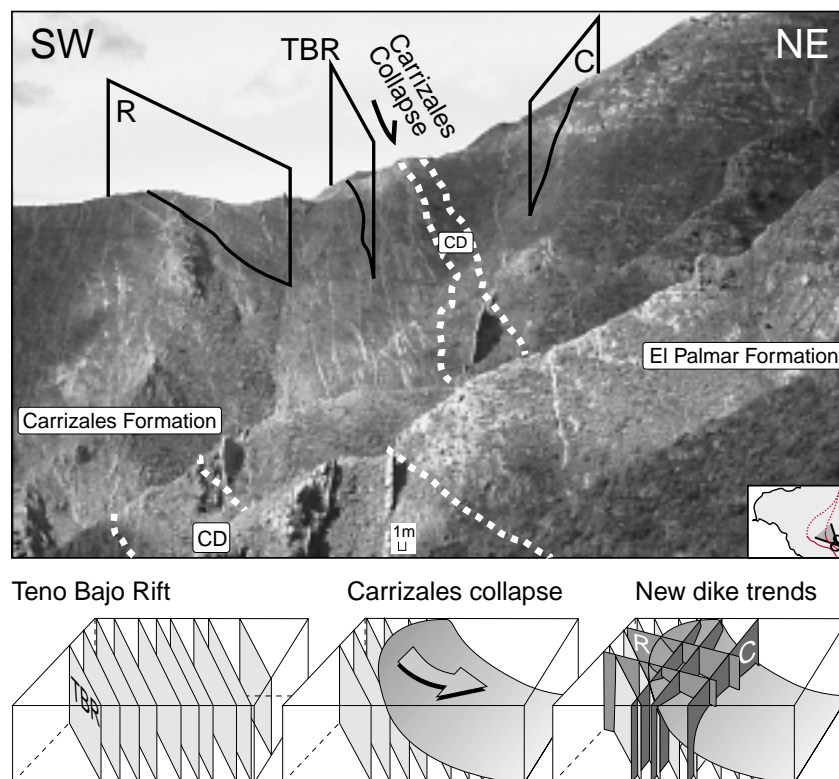 SW
TBR
Carrizales
Collapse
C
NE
R
CD
El Palmar Formation
Carrizales Formation
CD
1m
Teno Bajo Rift
Carrizales collapse
New dike trends
TBR
R
C